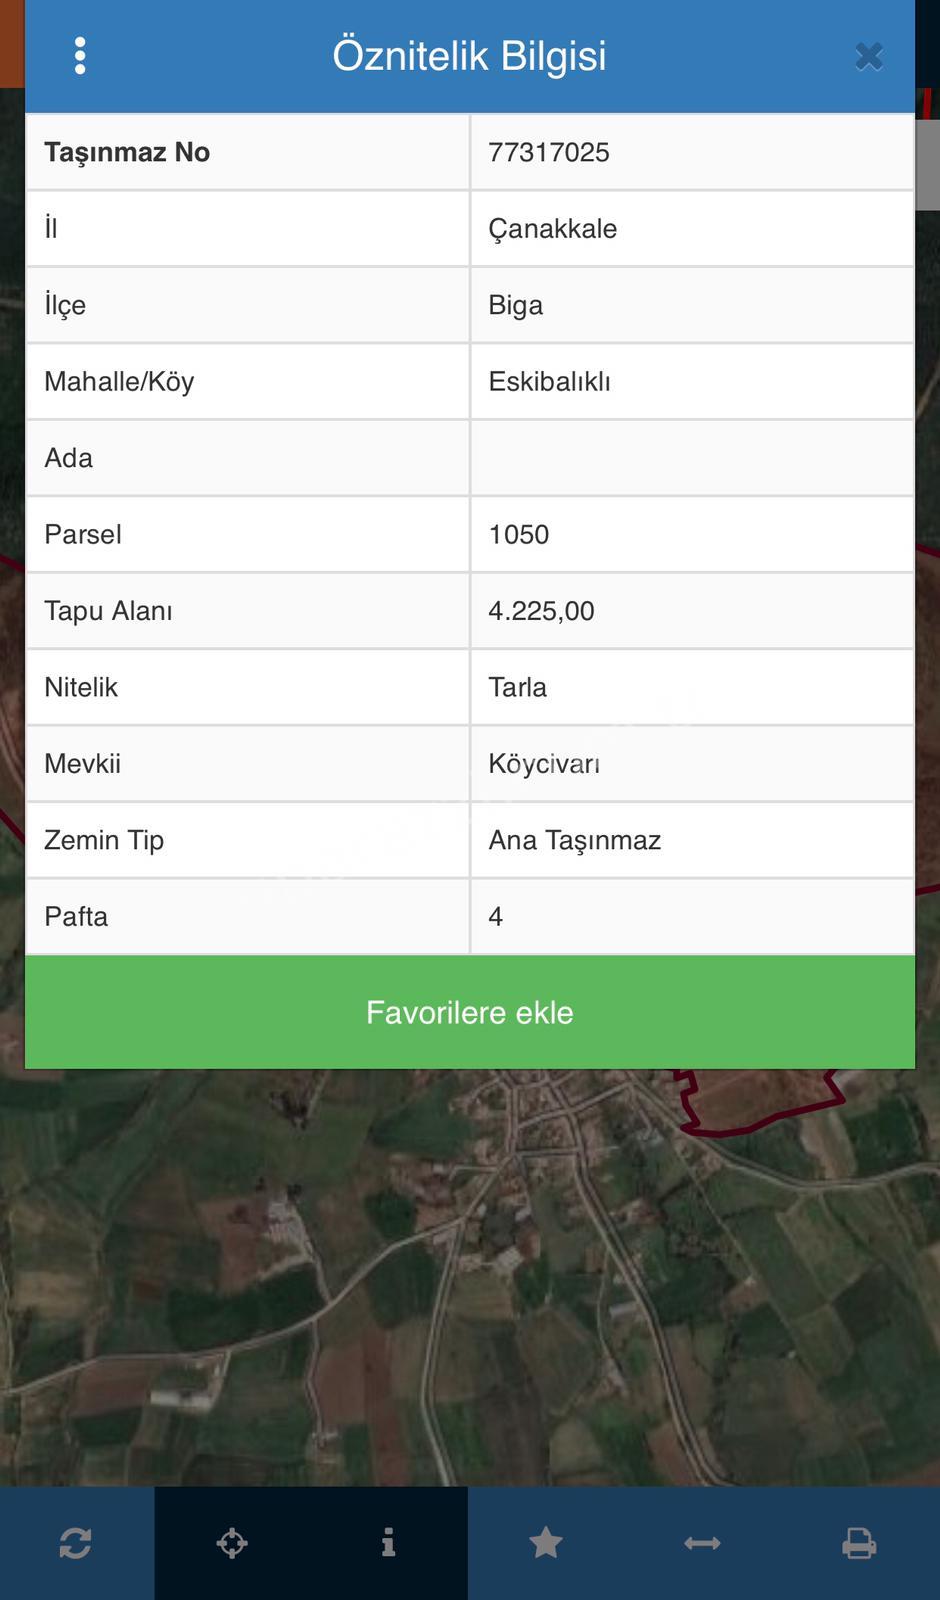 Öznitelik Bilgisi
Taşınmaz No 77317025
İl Çanakkale
İlçe Biga
Mahalle/Köy Eskibalıklı
Ada
Parsel 1050
Tapu Alanı 4.225,00
Nitelik Tarla
Mevkii Köycivarı
Zemin Tip Ana Taşınmaz
Pafta 4
Favorilere ekle